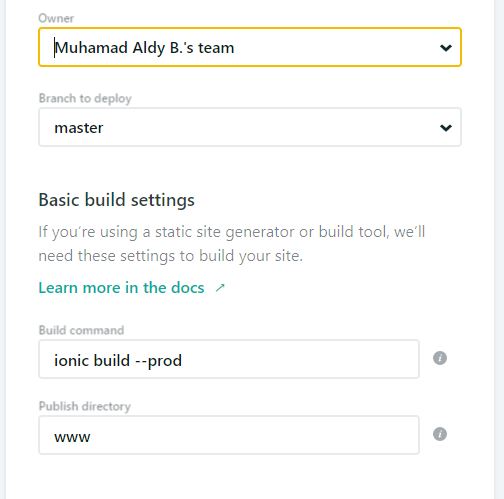 Owner
Muhamad Aldy B.'s team
Branch to deploy
master
Basic build settings
If you’re using a static site generator or build tool, we’ll
need these settings to build your site.
Learn more in the docs ↗
Build command
ionic build --prod
Publish directory
www